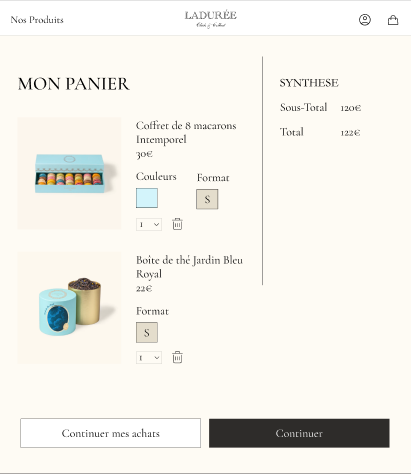 Nos Produits
LADURÉE
MON PANIER
Coffret de 8 macarons
Intemporel
30€
Couleurs
Format
S
1
Boîte de thé Jardin Bleu
Royal
22€
Format
S
1
SYNTHESE
Sous-Total 120€
Total 122€
Continuer mes achats
Continuer